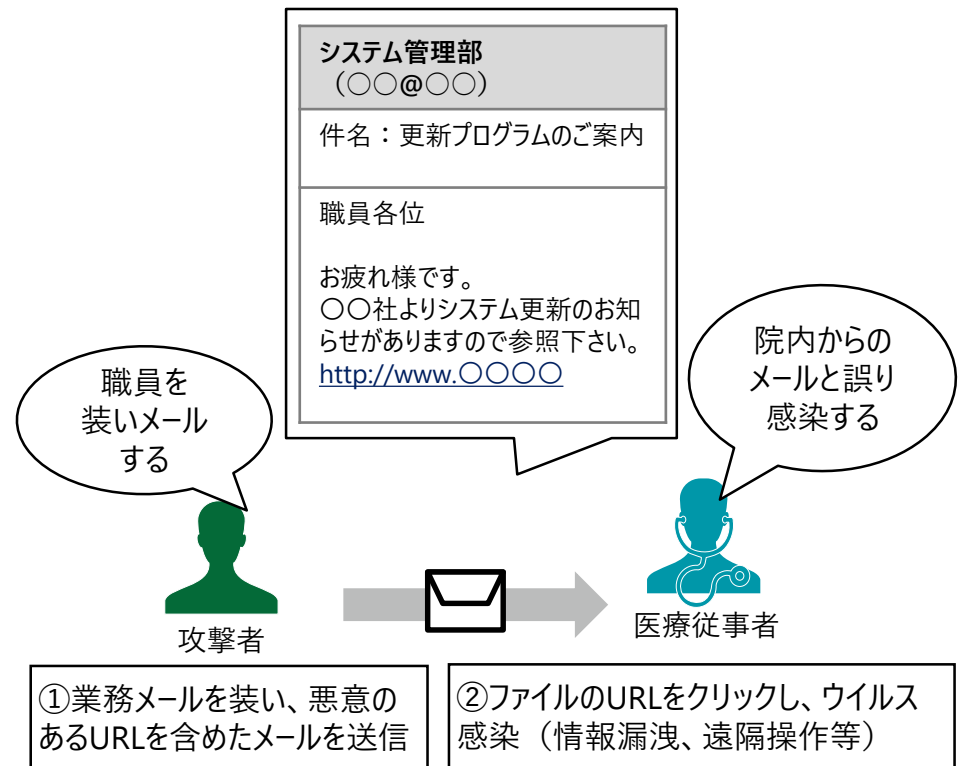 システム管理部
（○○@○○）
件名：更新プログラムのご案内
職員各位
お疲れ様です。
○○社よりシステム更新のお知
らせがありますので参照下さい。
http://www.○○○○
職員を
装いメール
する
院内からの
メールと誤り
感染する
攻撃者
医療従事者
①業務メールを装い、悪意の
あるURLを含めたメールを送信
②ファイルのURLをクリックし、ウイルス
感染（情報漏洩、遠隔操作等）